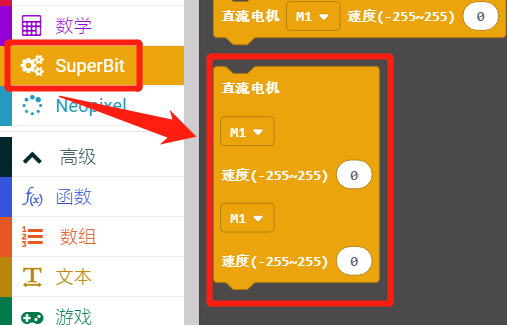 数学
SuperBit
Neopixel
高级
f(x) 函数
数组
文本
游戏
直流电机 M1 速度(-255~255) 0
直流电机
M1
速度(-255~255) 0
M1
速度(-255~255) 0